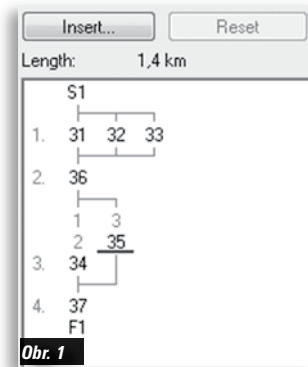 Insert... Reset
Length: 1,4 km
S1
1. 31 32 33
2. 36
1 3
2 35
3. 34
4. 37
F1
Obr. 1